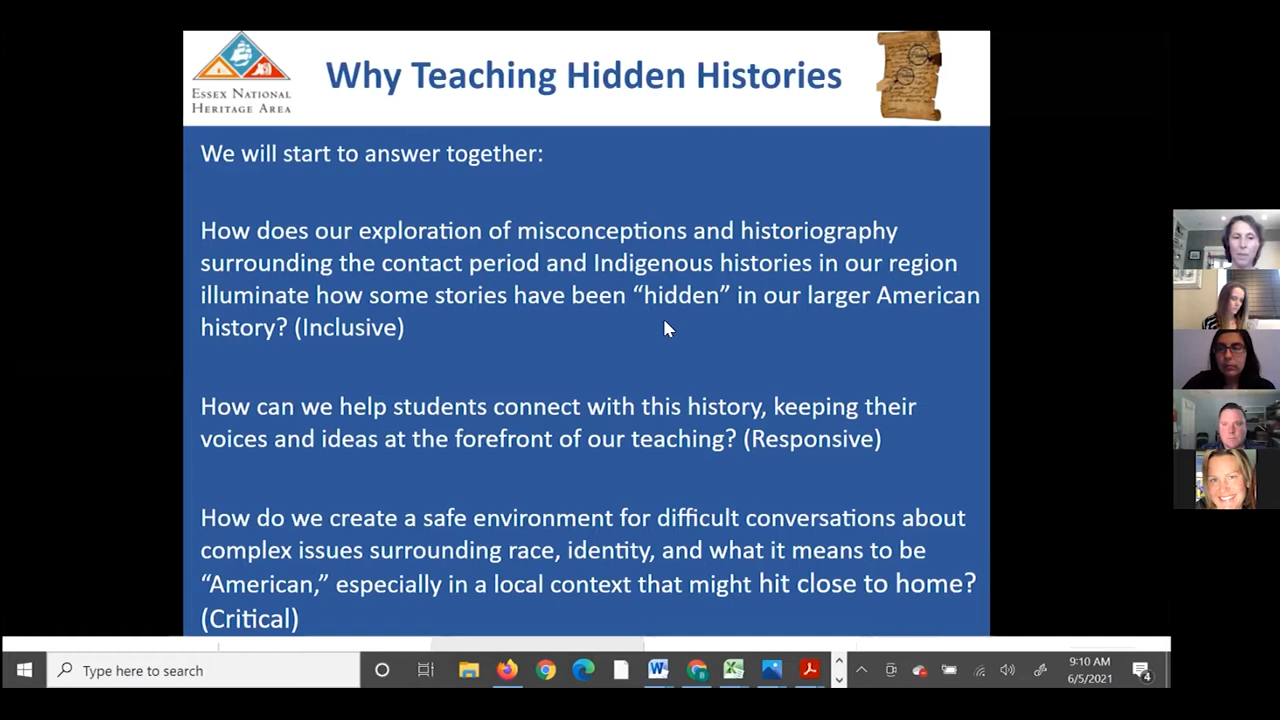 ESSEX NATIONAL
HERITAGE AREA
Why Teaching Hidden Histories
We will start to answer together:
How does our exploration of misconceptions and historiography
surrounding the contact period and Indigenous histories in our region
illuminate how some stories have been “hidden” in our larger American
history? (Inclusive)
How can we help students connect with this history, keeping their
voices and ideas at the forefront of our teaching? (Responsive)
How do we create a safe environment for difficult conversations about
complex issues surrounding race, identity, and what it means to be
“American,” especially in a local context that might hit close to home?
(Critical)
Type here to search
9:10 AM
6/5/2021
4